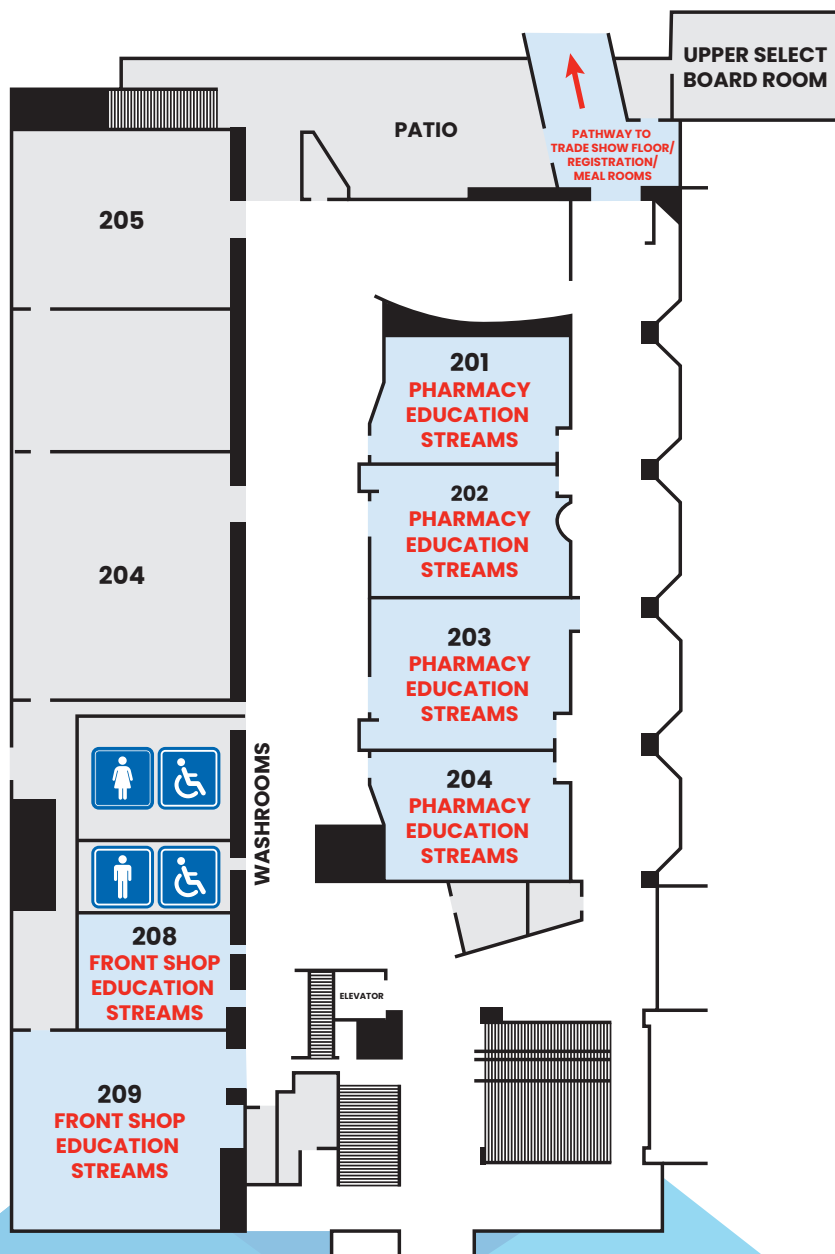 UPPER SELECT
BOARD ROOM
PATIO
PATHWAY TO
TRADE SHOW FLOOR/
REGISTRATION/
MEAL ROOMS
205
201
PHARMACY
EDUCATION
STREAMS
202
PHARMACY
EDUCATION
STREAMS
204
203
PHARMACY
EDUCATION
STREAMS
WASHROOMS
204
PHARMACY
EDUCATION
STREAMS
208
FRONT SHOP
EDUCATION
STREAMS
ELEVATOR
209
FRONT SHOP
EDUCATION
STREAMS